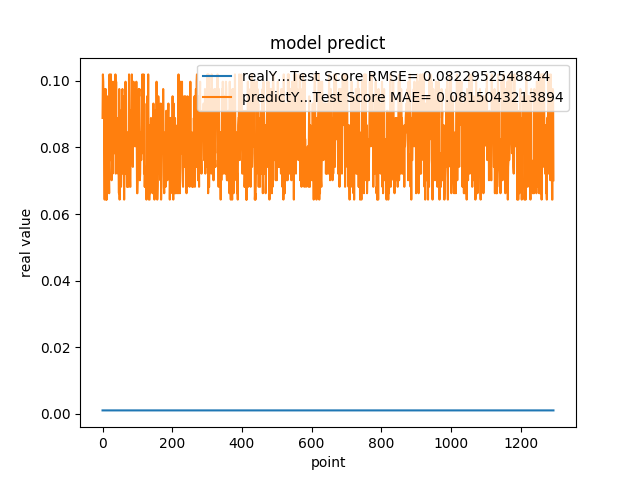 model predict
realY...Test Score RMSE= 0.0822952548844
predictY...Test Score MAE= 0.0815043213894
0.10
0.08
0.06
0.04
0.02
0.00
real value
0 200 400 600 800 1000 1200
point